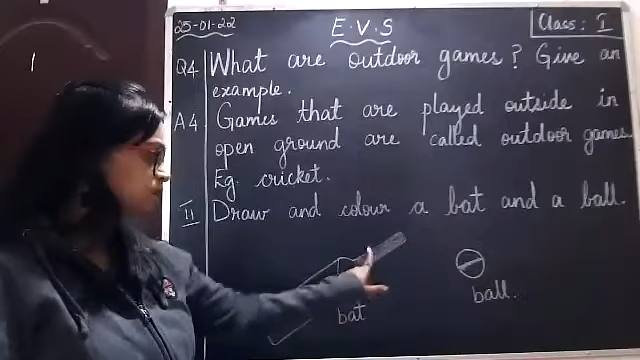 25-01-22 E.V.S Class: I
Q4 What are outdoor games? Give an
example.
A4 Games that are played outside in
open ground are called outdoor games.
Eg. cricket.
II Draw and colour a bat and a ball.
bat ball.